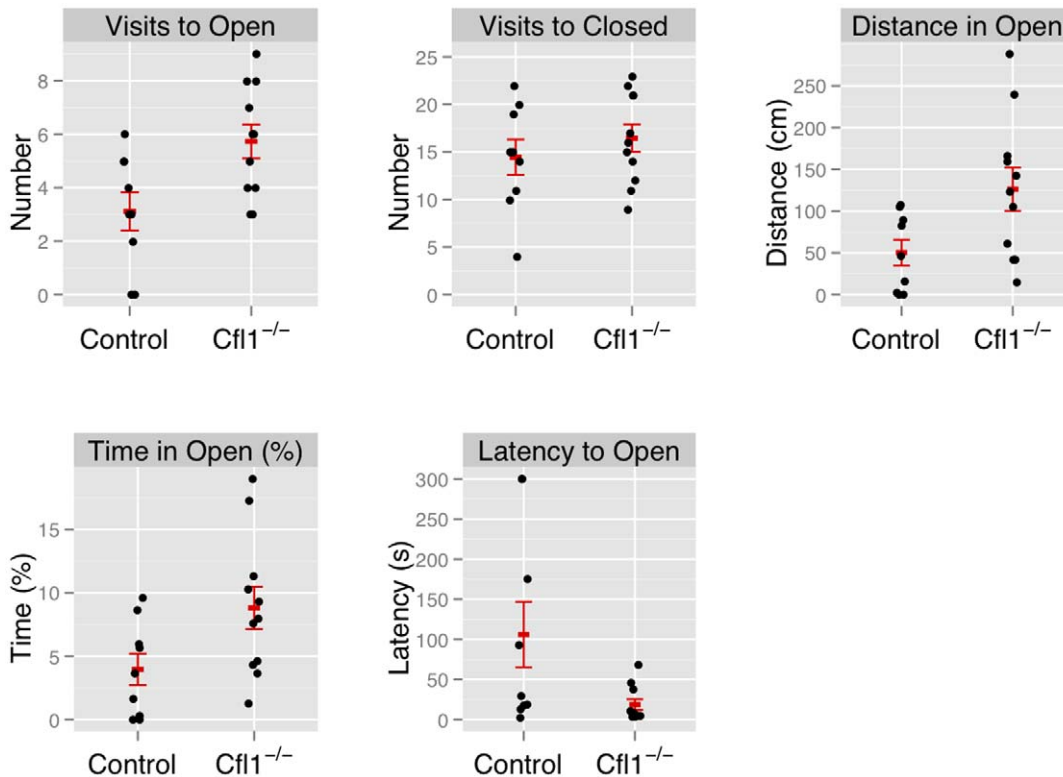 Visits to Open
Number
8
6
4
2
0
Control Cfl1−/−
Visits to Closed
Number
25
20
15
10
5
0
Control Cfl1−/−
Distance in Open
Distance (cm)
250
200
150
100
50
0
Control Cfl1−/−
Time in Open (%)
Time (%)
15
10
5
0
Control Cfl1−/−
Latency to Open
Latency (s)
300
250
200
150
100
50
0
Control Cfl1−/−